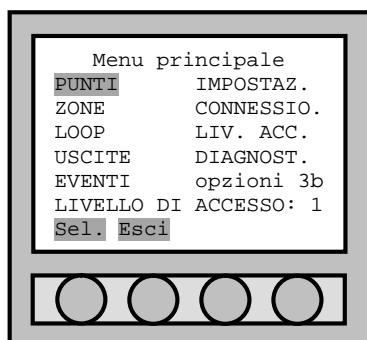 Menu principale
PUNTI IMPOSTAZ.
ZONE CONNESSIO.
LOOP LIV. ACC.
USCITE DIAGNOST.
EVENTI opzioni 3b
LIVELLO DI ACCESSO: 1
Sel. Esci